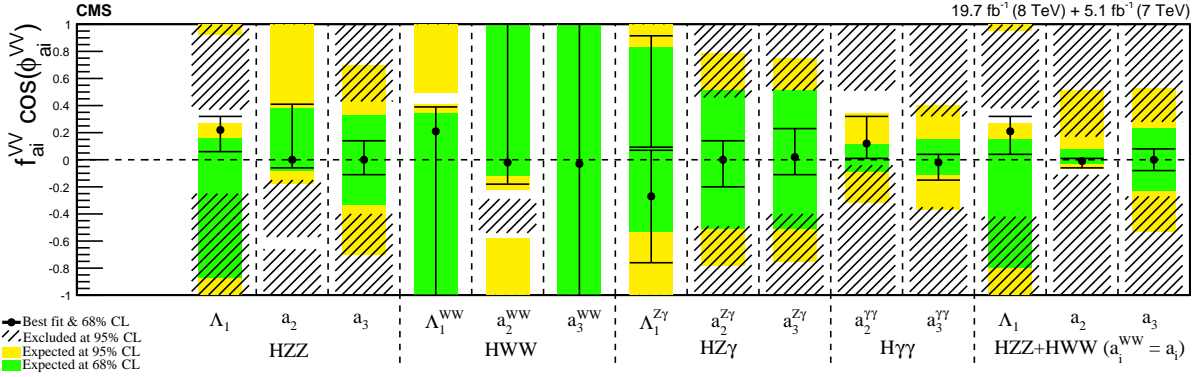 CMS 19.7 fb⁻¹ (8 TeV) + 5.1 fb⁻¹ (7 TeV)
f_ai^VV cos(ϕ_ai^VV)
1
0.8
0.6
0.4
0.2
0
-0.2
-0.4
-0.6
-0.8
-1
Λ₁ a₂ a₃ Λ₁^WW a₂^WW a₃^WW Λ₁^Zγ a₂^Zγ a₃^Zγ a₂^γγ a₃^γγ Λ₁ a₂ a₃
HZZ HWW HZγ Hγγ HZZ+HWW (a_i^WW = a_i)
Best fit & 68% CL
Excluded at 95% CL
Expected at 95% CL
Expected at 68% CL